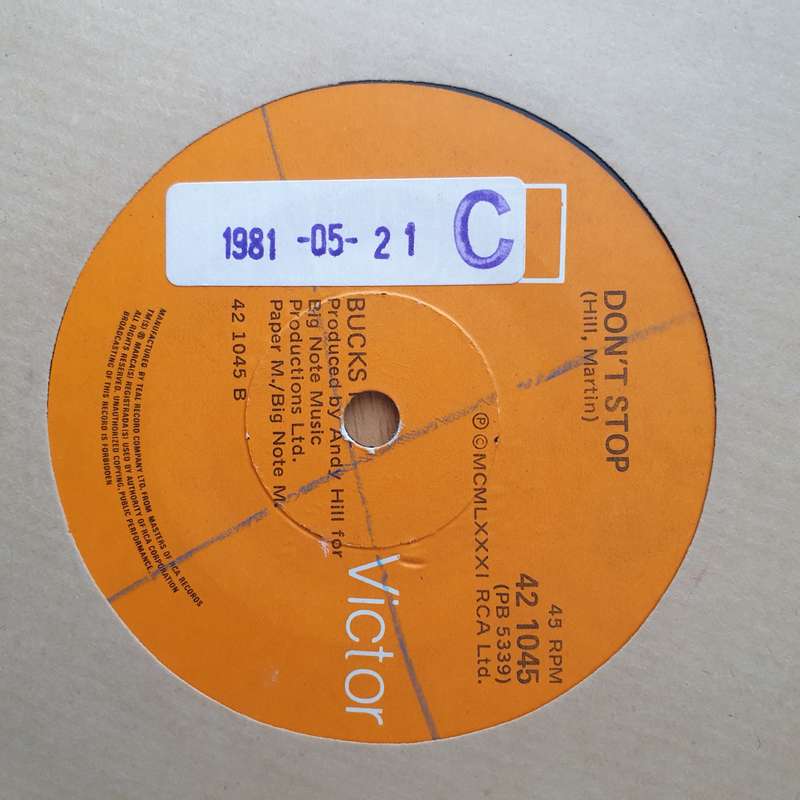 1981 -05- 21 C
Victor
DON'T STOP
(Hill, Martin)
45 RPM
42 1045
(PB 5339)
℗ © MCMLXXXI RCA Ltd.
BUCKS
Produced by Andy Hill for
Big Note Music
Productions Ltd.
Paper M./Big Note M.
42 1045 B
MANUFACTURED BY TEAL RECORD COMPANY LTD. FROM MASTERS OF RCA RECORDS
TM(S) ® MARCA(S) REGISTRADA(S) USED BY AUTHORITY OF RCA CORPORATION
ALL RIGHTS RESERVED. UNAUTHORIZED COPYING, PUBLIC PERFORMANCE,
BROADCASTING OF THIS RECORD IS FORBIDDEN